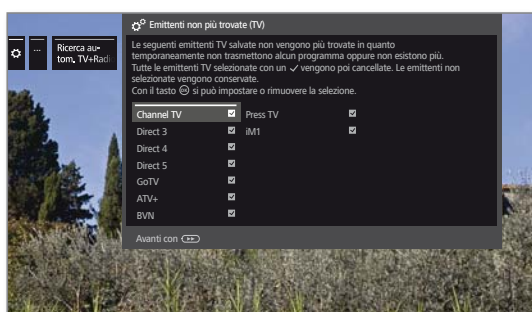 Emittenti non più trovate (TV)
...
Ricerca au-
tom. TV+Radi
Le seguenti emittenti TV salvate non vengono più trovate in quanto
temporaneamente non trasmettono alcun programma oppure non esistono più.
Tutte le emittenti TV selezionate con un ✓ vengono poi cancellate. Le emittenti non
selezionate vengono conservate.
Con il tasto OK si può impostare o rimuovere la selezione.
Channel TV
Press TV
Direct 3
iM1
Direct 4
Direct 5
GoTV
ATV+
BVN
Avanti con